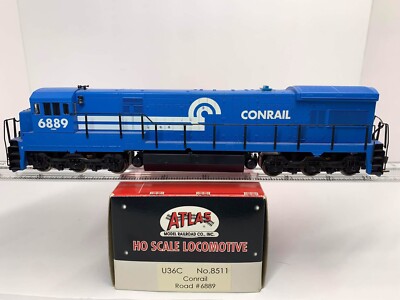 6889
CONRAIL
ATLAS
MODEL RAILROAD CO., INC.
HO SCALE LOCOMOTIVE
U36C No.8511
Conrail
Road #6889